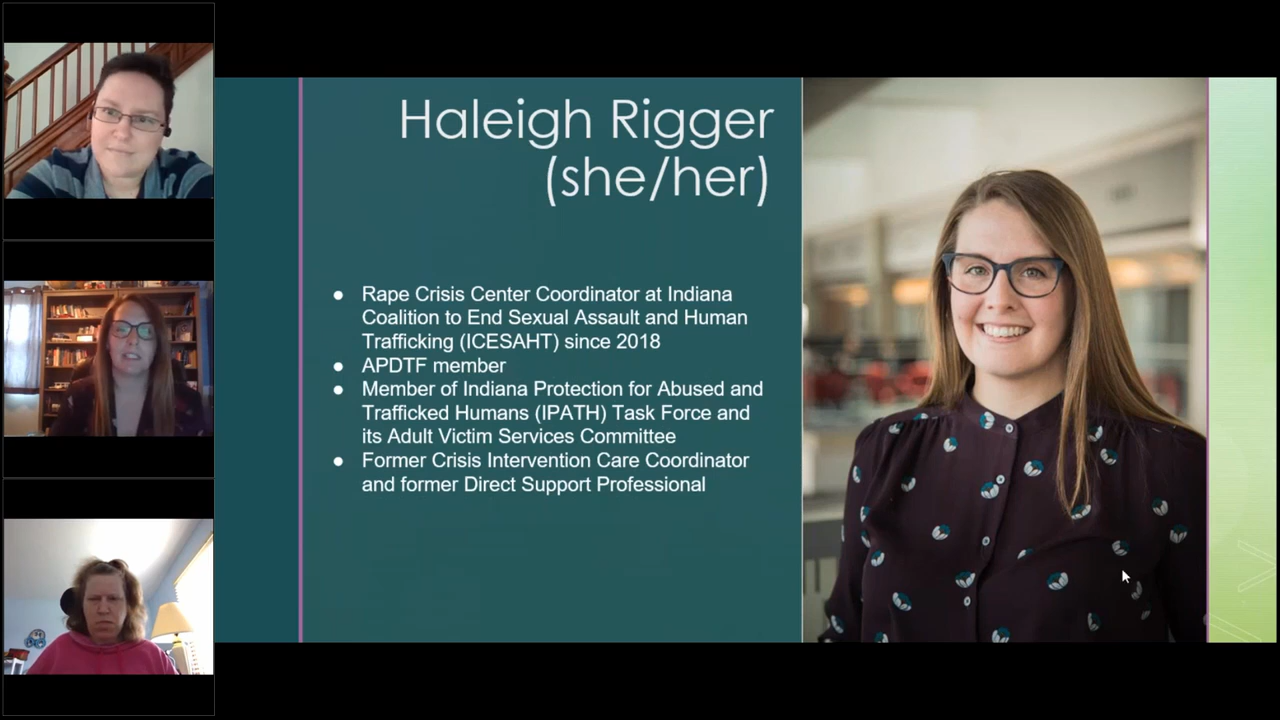 Haleigh Rigger
(she/her)
● Rape Crisis Center Coordinator at Indiana
Coalition to End Sexual Assault and Human
Trafficking (ICESAHT) since 2018
● APDTF member
● Member of Indiana Protection for Abused and
Trafficked Humans (IPATH) Task Force and
its Adult Victim Services Committee
● Former Crisis Intervention Care Coordinator
and former Direct Support Professional